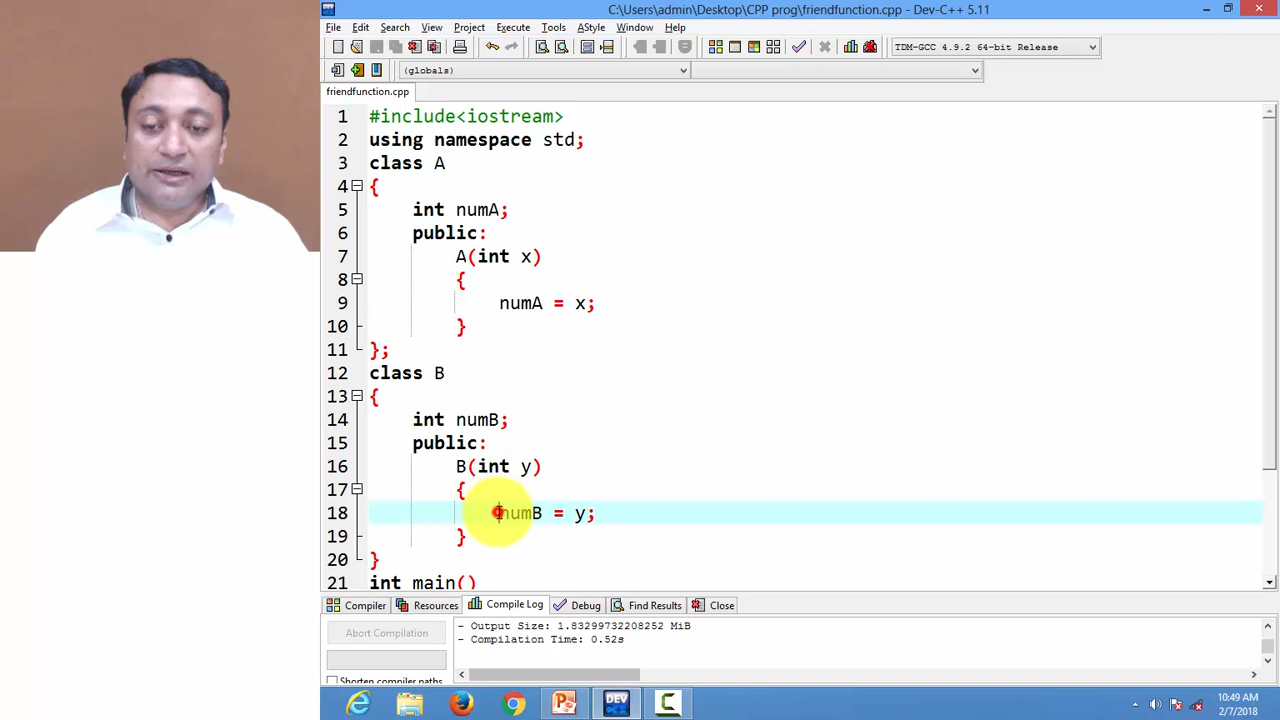 C:\Users\admin\Desktop\CPP prog\friendfunction.cpp - Dev-C++ 5.11
File Edit Search View Project Execute Tools AStyle Window Help
TDM-GCC 4.9.2 64-bit Release
(globals)
friendfunction.cpp
1 #include<iostream>
2 using namespace std;
3 class A
4 {
5 int numA;
6 public:
7 A(int x)
8 {
9 numA = x;
10 }
11 };
12 class B
13 {
14 int numB;
15 public:
16 B(int y)
17 {
18 numB = y;
19 }
20 }
21 int main()
Compiler Resources Compile Log Debug Find Results Close
Abort Compilation
- Output Size: 1.83299732208252 MiB
- Compilation Time: 0.52s
Shorten compiler paths
DEV
10:49 AM
2/7/2018